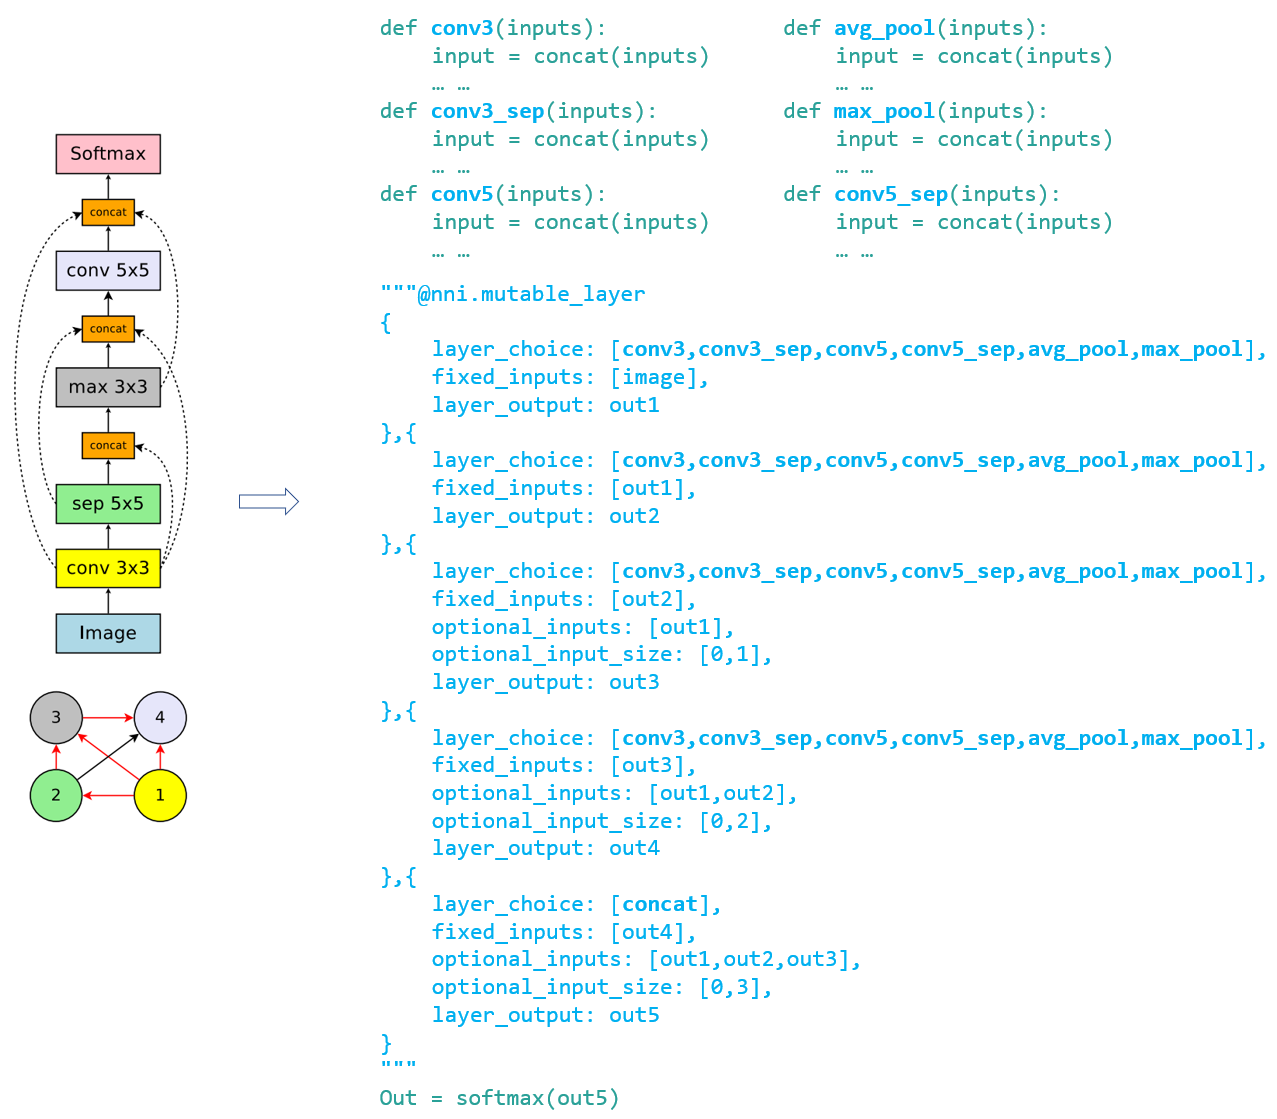 Softmax
concat
conv 5x5
concat
max 3x3
concat
sep 5x5
conv 3x3
Image
3
4
2
1
def conv3(inputs):
input = concat(inputs)
… …
def conv3_sep(inputs):
input = concat(inputs)
… …
def conv5(inputs):
input = concat(inputs)
… …
def avg_pool(inputs):
input = concat(inputs)
… …
def max_pool(inputs):
input = concat(inputs)
… …
def conv5_sep(inputs):
input = concat(inputs)
… …
"""@nni.mutable_layer
{
layer_choice: [conv3,conv3_sep,conv5,conv5_sep,avg_pool,max_pool],
fixed_inputs: [image],
layer_output: out1
},{
layer_choice: [conv3,conv3_sep,conv5,conv5_sep,avg_pool,max_pool],
fixed_inputs: [out1],
layer_output: out2
},{
layer_choice: [conv3,conv3_sep,conv5,conv5_sep,avg_pool,max_pool],
fixed_inputs: [out2],
optional_inputs: [out1],
optional_input_size: [0,1],
layer_output: out3
},{
layer_choice: [conv3,conv3_sep,conv5,conv5_sep,avg_pool,max_pool],
fixed_inputs: [out3],
optional_inputs: [out1,out2],
optional_input_size: [0,2],
layer_output: out4
},{
layer_choice: [concat],
fixed_inputs: [out4],
optional_inputs: [out1,out2,out3],
optional_input_size: [0,3],
layer_output: out5
}
"""
Out = softmax(out5)